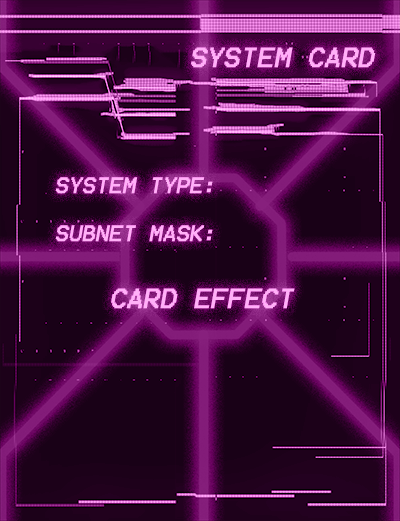 SYSTEM CARD
SYSTEM TYPE:
SUBNET MASK:
CARD EFFECT